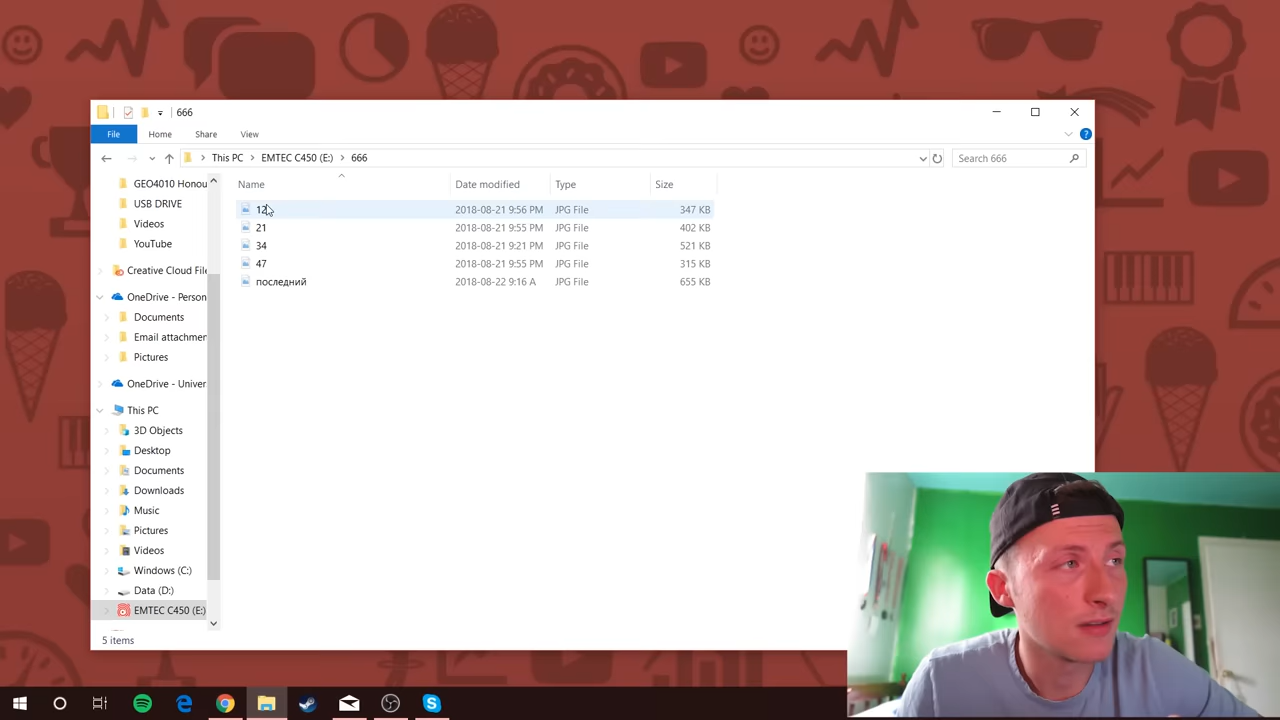 666
File Home Share View
This PC > EMTEC C450 (E:) > 666
Search 666
Name Date modified Type Size
12 2018-08-21 9:56 PM JPG File 347 KB
21 2018-08-21 9:55 PM JPG File 402 KB
34 2018-08-21 9:21 PM JPG File 521 KB
47 2018-08-21 9:55 PM JPG File 315 KB
последний 2018-08-22 9:16 A JPG File 655 KB
GEO4010 Honou
USB DRIVE
Videos
YouTube
Creative Cloud File
OneDrive - Person
Documents
Email attachmen
Pictures
OneDrive - Univer
This PC
3D Objects
Desktop
Documents
Downloads
Music
Pictures
Videos
Windows (C:)
Data (D:)
EMTEC C450 (E:)
5 items